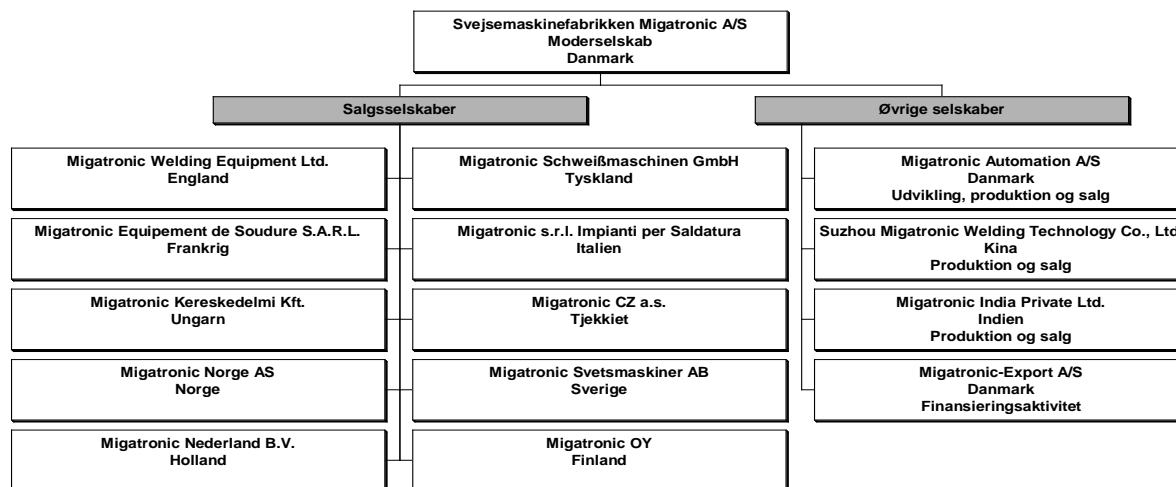 Svejsemaskinefabrikken Migatronic A/S
Moderselskab
Danmark
Salgsselskaber
Øvrige selskaber
Migatronic Welding Equipment Ltd.
England
Migatronic Schweißmaschinen GmbH
Tyskland
Migatronic Automation A/S
Danmark
Udvikling, produktion og salg
Migatronic Equipement de Soudure S.A.R.L.
Frankrig
Migatronic s.r.l. Impianti per Saldatura
Italien
Suzhou Migatronic Welding Technology Co., Ltd
Kina
Produktion og salg
Migatronic Kereskedelmi Kft.
Ungarn
Migatronic CZ a.s.
Tjekkiet
Migatronic India Private Ltd.
Indien
Produktion og salg
Migatronic Norge AS
Norge
Migatronic Svetsmaskiner AB
Sverige
Migatronic-Export A/S
Danmark
Finansieringsaktivitet
Migatronic Nederland B.V.
Holland
Migatronic OY
Finland